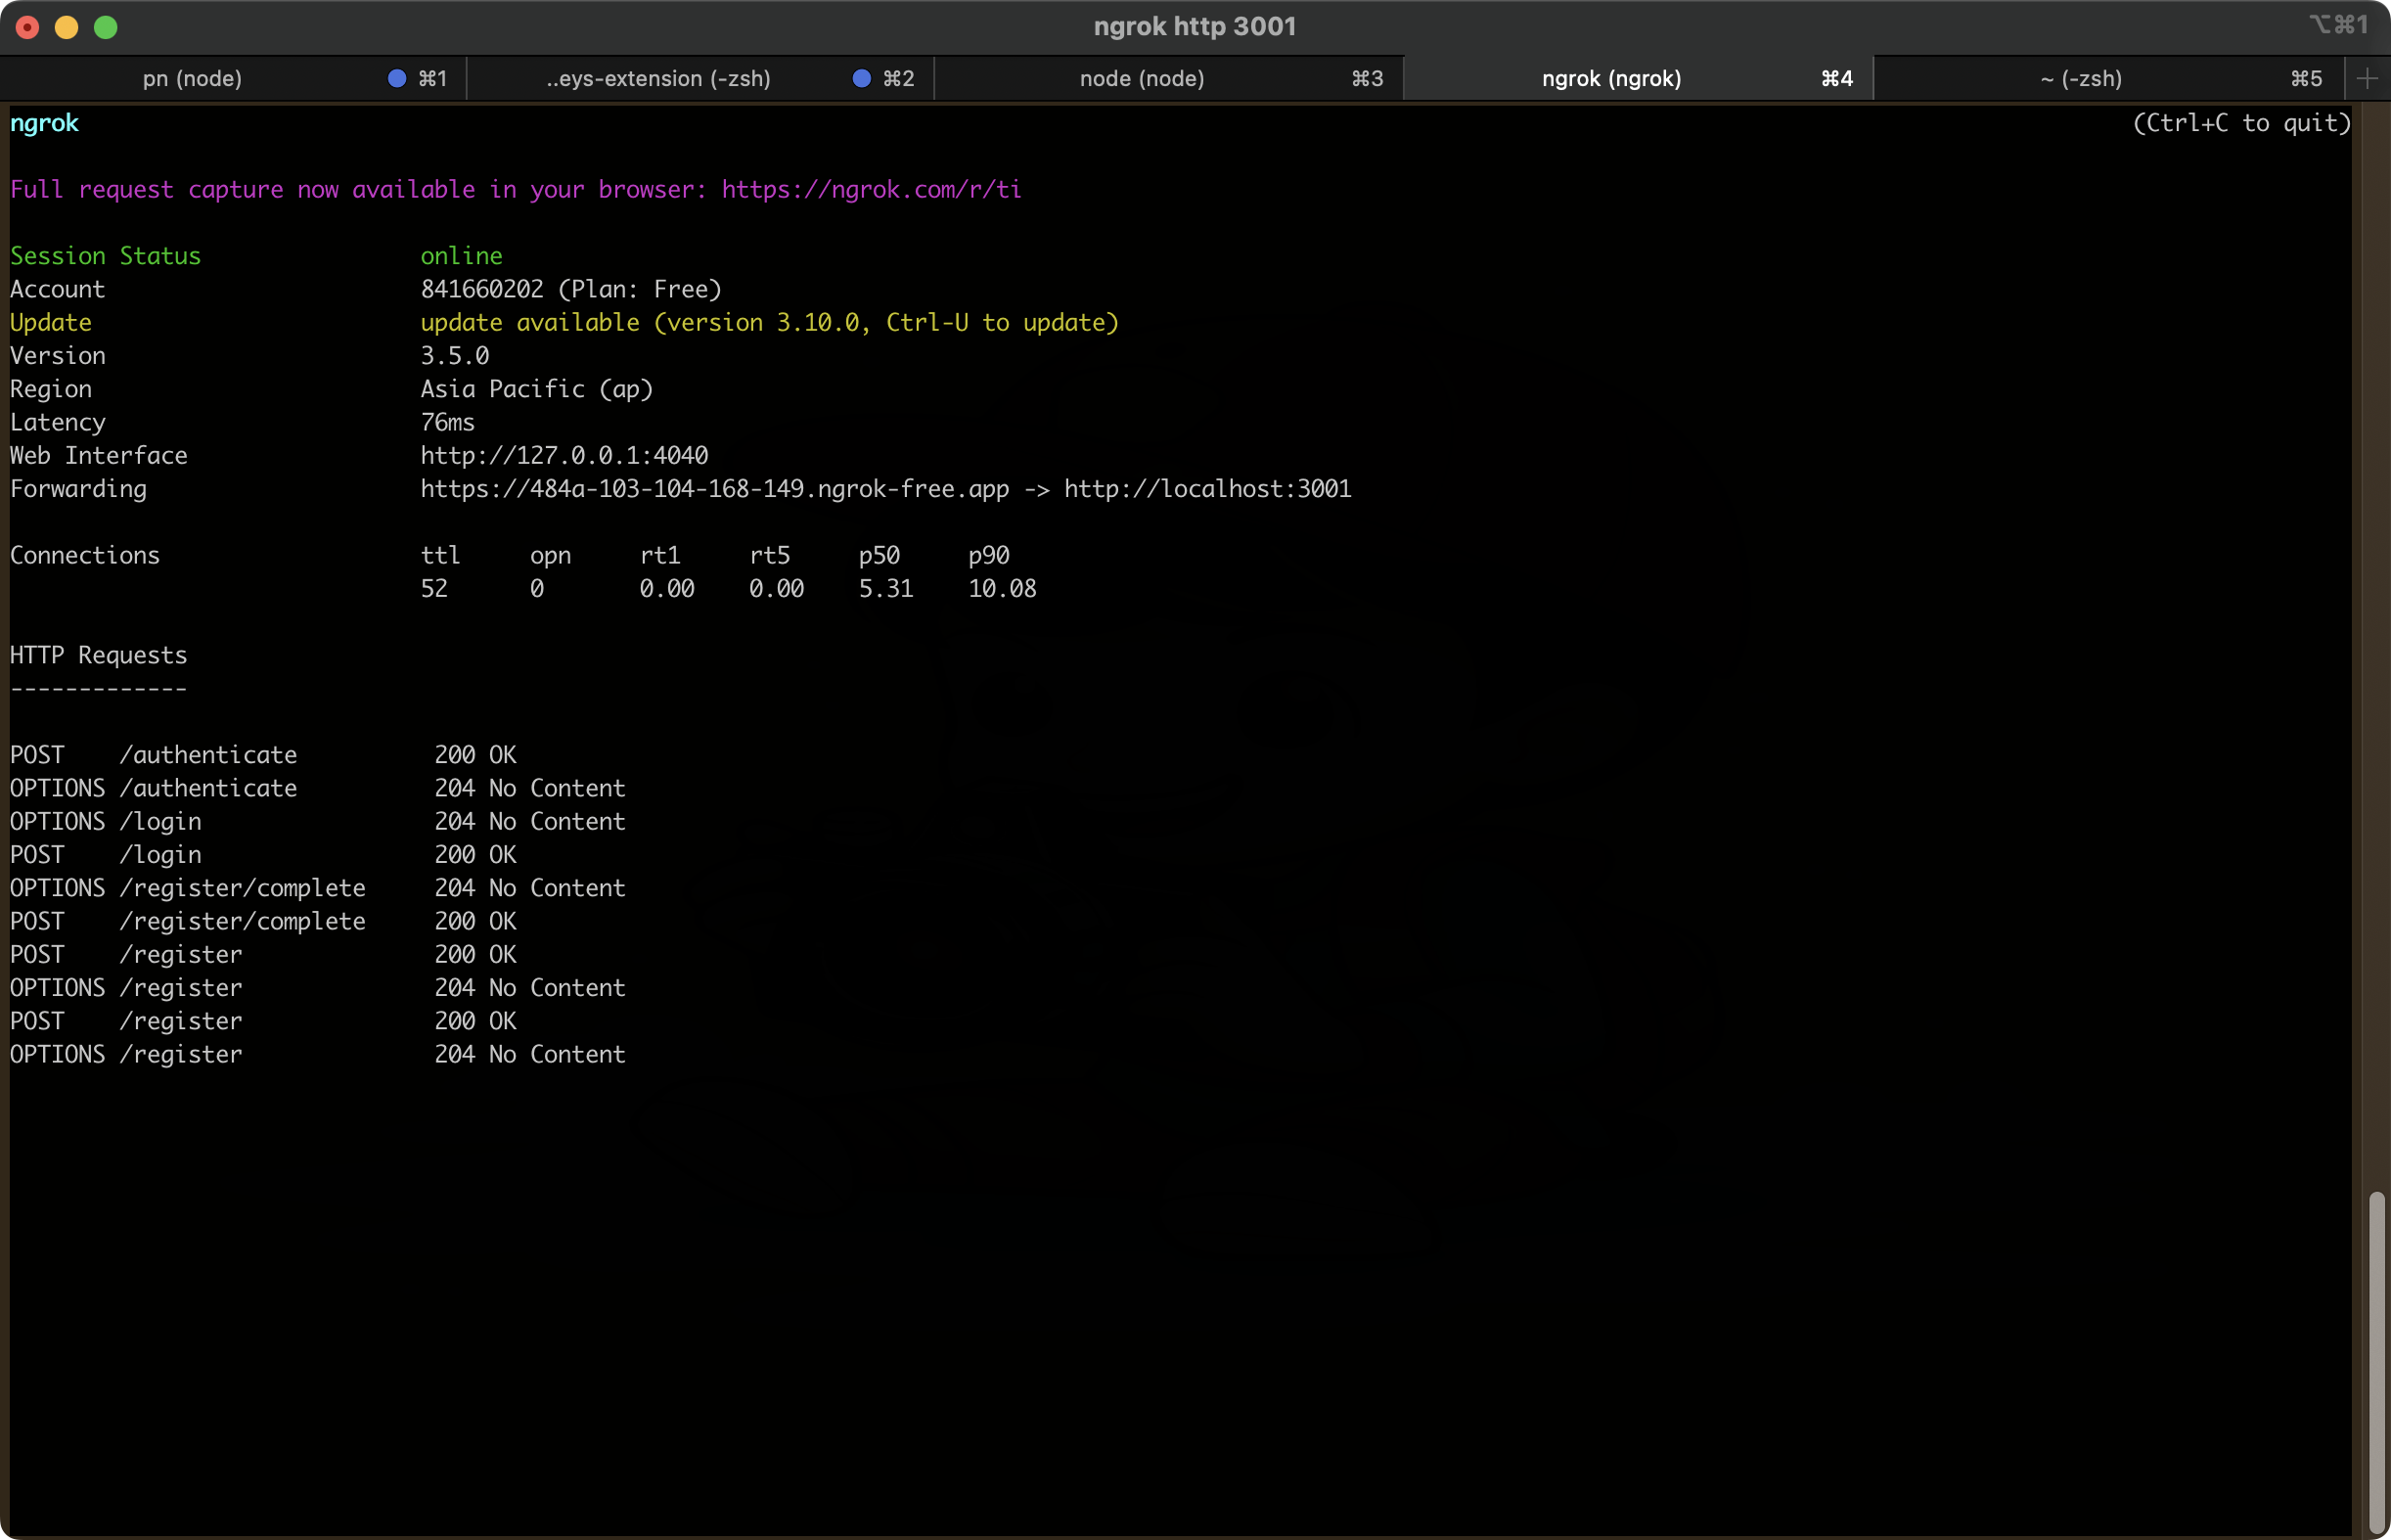 ngrok http 3001
⌥⌘1
pn (node) ⌘1 ..eys-extension (-zsh) ⌘2 node (node) ⌘3 ngrok (ngrok) ⌘4 ~ (-zsh) ⌘5 +
ngrok (Ctrl+C to quit)
Full request capture now available in your browser: https://ngrok.com/r/ti
Session Status online
Account 841660202 (Plan: Free)
Update update available (version 3.10.0, Ctrl-U to update)
Version 3.5.0
Region Asia Pacific (ap)
Latency 76ms
Web Interface http://127.0.0.1:4040
Forwarding https://484a-103-104-168-149.ngrok-free.app -> http://localhost:3001
Connections ttl opn rt1 rt5 p50 p90
52 0 0.00 0.00 5.31 10.08
HTTP Requests
-------------
POST /authenticate 200 OK
OPTIONS /authenticate 204 No Content
OPTIONS /login 204 No Content
POST /login 200 OK
OPTIONS /register/complete 204 No Content
POST /register/complete 200 OK
POST /register 200 OK
OPTIONS /register 204 No Content
POST /register 200 OK
OPTIONS /register 204 No Content